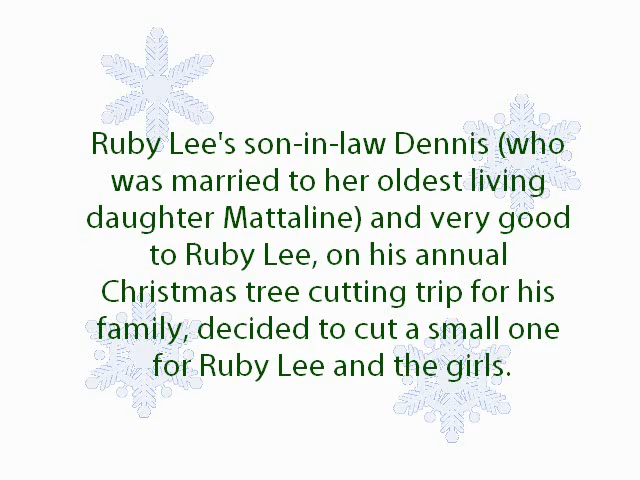 Ruby Lee's son-in-law Dennis (who
was married to her oldest living
daughter Mattaline) and very good
to Ruby Lee, on his annual
Christmas tree cutting trip for his
family, decided to cut a small one
for Ruby Lee and the girls.